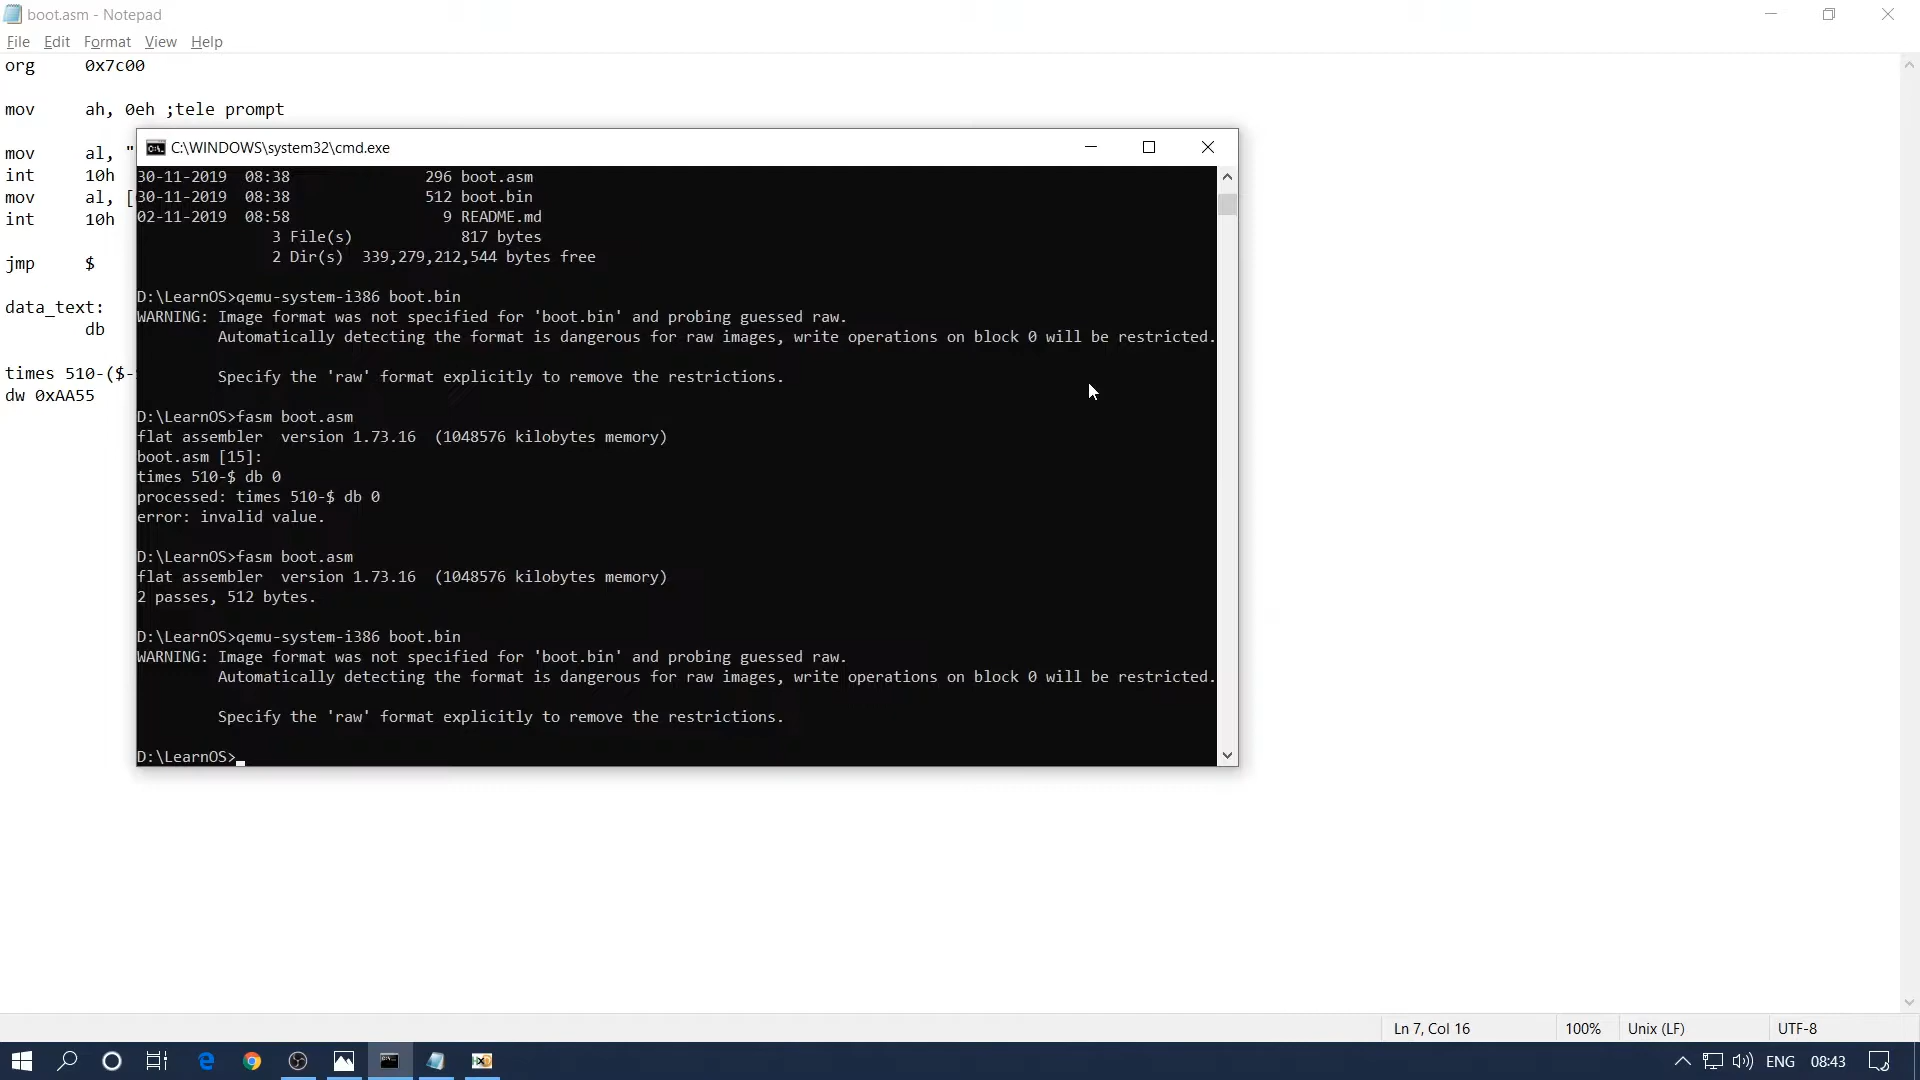 boot.asm - Notepad
File Edit Format View Help
org 0x7c00
mov ah, 0eh ;tele prompt
mov al, "
int 10h
mov al, [
int 10h
jmp $
data_text:
db
times 510-($-
dw 0xAA55
C:\WINDOWS\system32\cmd.exe
30-11-2019 08:38 296 boot.asm
30-11-2019 08:38 512 boot.bin
02-11-2019 08:58 9 README.md
3 File(s) 817 bytes
2 Dir(s) 339,279,212,544 bytes free
D:\LearnOS>qemu-system-i386 boot.bin
WARNING: Image format was not specified for 'boot.bin' and probing guessed raw.
Automatically detecting the format is dangerous for raw images, write operations on block 0 will be restricted.
Specify the 'raw' format explicitly to remove the restrictions.
D:\LearnOS>fasm boot.asm
flat assembler version 1.73.16 (1048576 kilobytes memory)
boot.asm [15]:
times 510-$ db 0
processed: times 510-$ db 0
error: invalid value.
D:\LearnOS>fasm boot.asm
flat assembler version 1.73.16 (1048576 kilobytes memory)
2 passes, 512 bytes.
D:\LearnOS>qemu-system-i386 boot.bin
WARNING: Image format was not specified for 'boot.bin' and probing guessed raw.
Automatically detecting the format is dangerous for raw images, write operations on block 0 will be restricted.
Specify the 'raw' format explicitly to remove the restrictions.
D:\LearnOS>
Ln 7, Col 16 100% Unix (LF) UTF-8
ENG 08:43